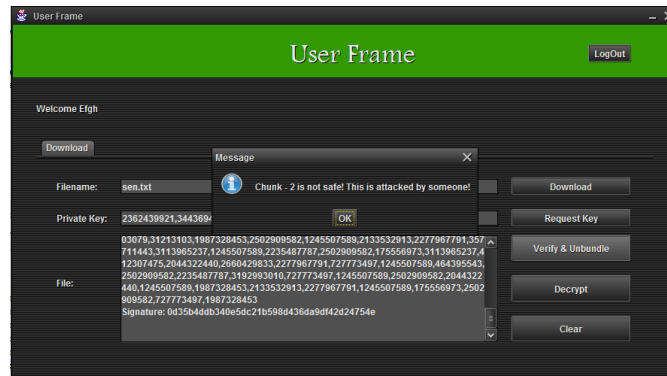 User Frame
User Frame
LogOut
Welcome Efgh
Download
Message
Chunk - 2 is not safe! This is attacked by someone!
OK
Filename:
sen.txt
Download
Private Key:
2362439921,3443694
Request Key
File:
03079,31213103,1987328453,2502909582,1245507589,2133532913,2277967791,357
711443,3113965237,1245507589,2235487787,2502909582,175556973,3113965237,4
12307475,2044322440,2660429833,2277967791,727773497,1245507589,464395543,
2502909582,2235487787,3192993010,727773497,1245507589,2502909582,2044322
440,1245507589,1987328453,2133532913,2277967791,1245507589,175556973,2502
909582,727773497,1987328453
Signature: 0d35b4ddb340e5dc21b598d436da9df42d24754e
Verify & Unbundle
Decrypt
Clear